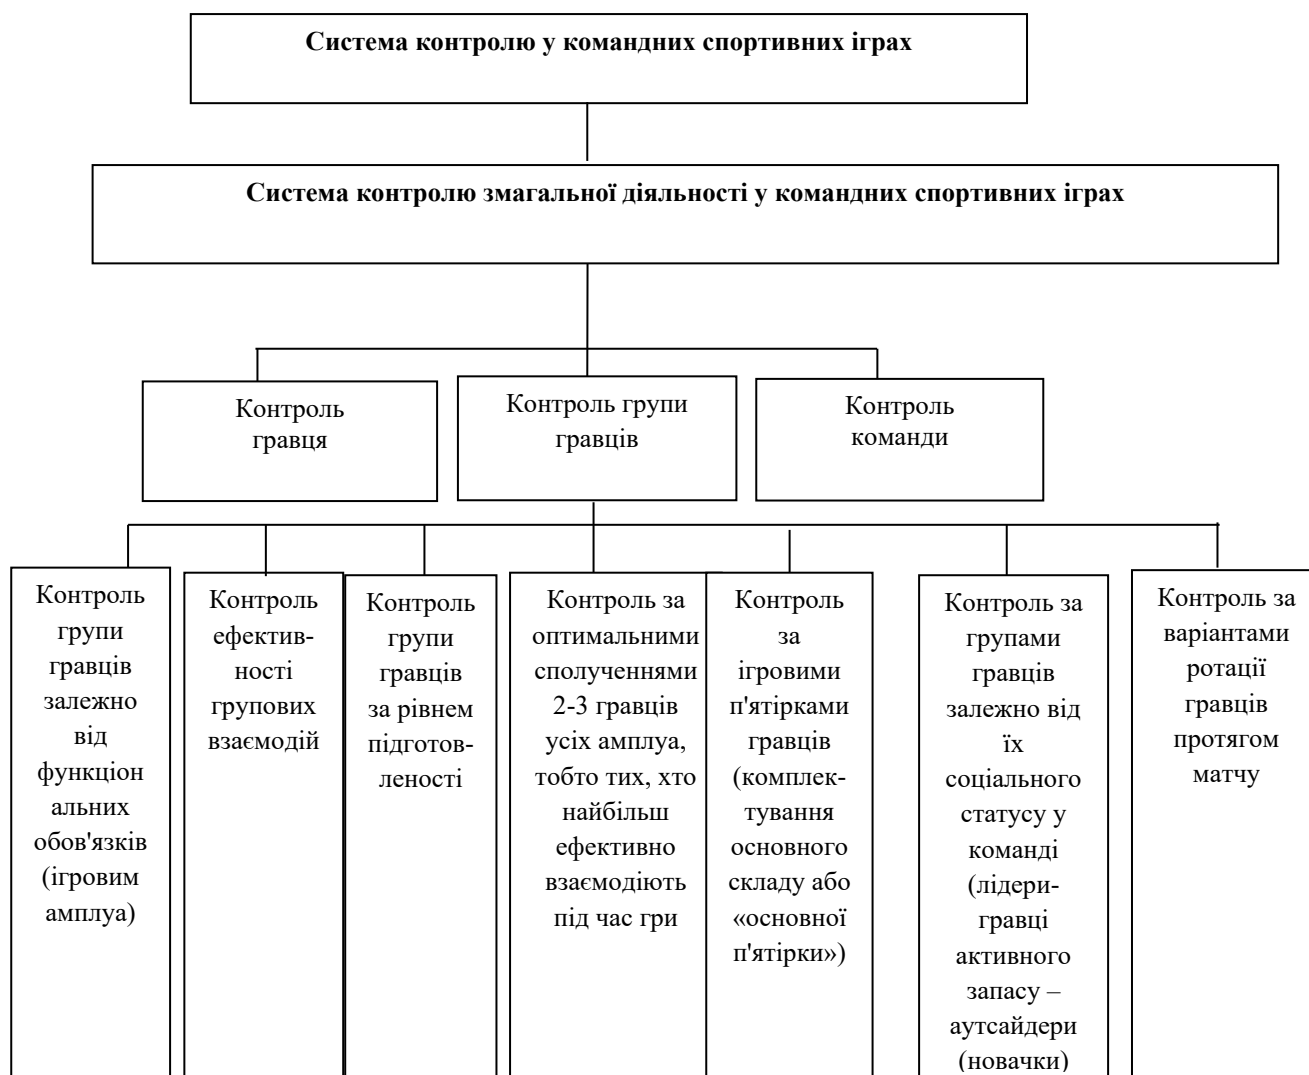 Система контролю у командних спортивних іграх
Система контролю змагальної діяльності у командних спортивних іграх
Контроль
гравця
Контроль групи
гравців
Контроль
команди
Контроль
групи
гравців
залежно
від
функціон
альних
обов'язків
(ігровим
амплуа)
Контроль
ефектив-
ності
групових
взаємодій
Контроль
групи
гравців
за рівнем
підготов-
леності
Контроль за
оптимальними
сполученнями
2-3 гравців
усіх амплуа,
тобто тих, хто
найбільш
ефективно
взаємодіють
під час гри
Контроль
за
ігровими
п'ятірками
гравців
(комплек-
тування
основного
складу або
«основної
п'ятірки»)
Контроль за
групами
гравців
залежно від
їх
соціального
статусу у
команді
(лідери-
гравці
активного
запасу –
аутсайдери
(новачки)
Контроль за
варіантами
ротації
гравців
протягом
матчу